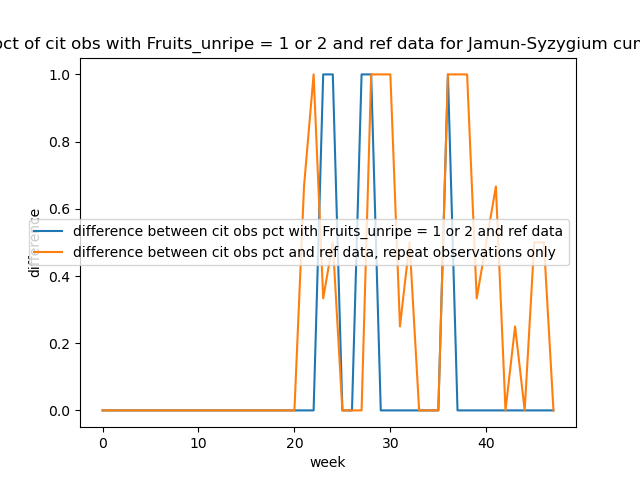 pct of cit obs with Fruits_unripe = 1 or 2 and ref data for Jamun-Syzygium cum
1.0
0.8
0.6
0.4
0.2
0.0
difference
difference between cit obs pct with Fruits_unripe = 1 or 2 and ref data
difference between cit obs pct and ref data, repeat observations only
0 10 20 30 40
week